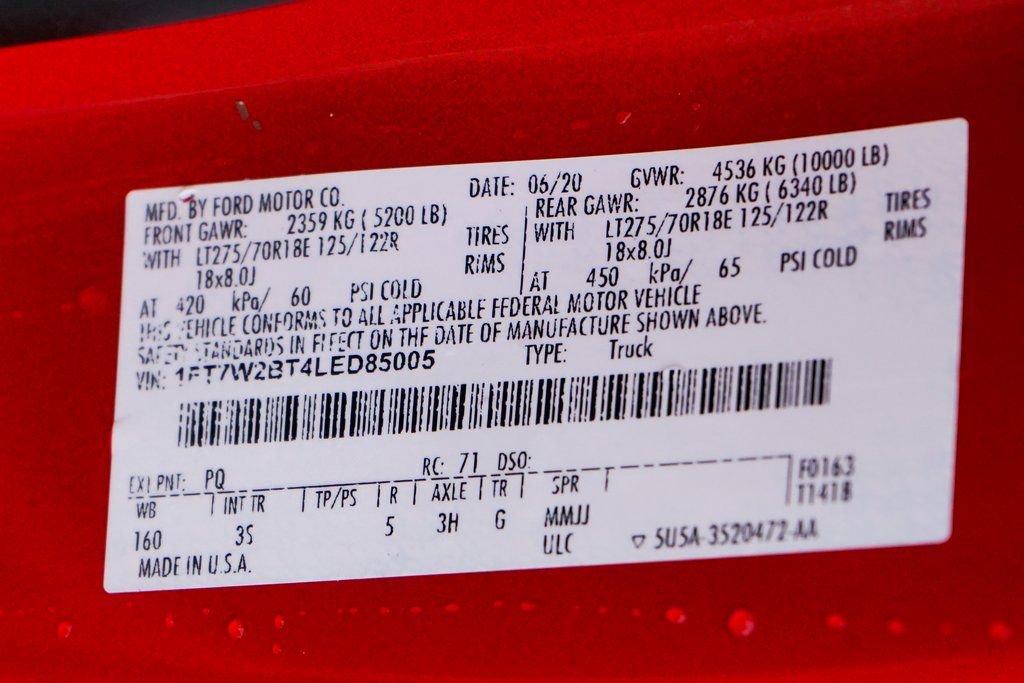 MFD. BY FORD MOTOR CO. DATE: 06/20 GVWR: 4536 KG (10000 LB)
FRONT GAWR: 2359 KG ( 5200 LB) REAR GAWR: 2876 KG ( 6340 LB)
WITH LT275/70R18E 125/122R TIRES WITH LT275/70R18E 125/122R TIRES
18x8.0J RIMS 18x8.0J RIMS
AT 420 kPa/ 60 PSI COLD AT 450 kPa/ 65 PSI COLD
THIS VEHICLE CONFORMS TO ALL APPLICABLE FEDERAL MOTOR VEHICLE
SAFETY STANDARDS IN EFFECT ON THE DATE OF MANUFACTURE SHOWN ABOVE.
VIN: 1FT7W2BT4LED85005 TYPE: Truck
EXT PNT: PQ RC: 71 DSO: F0163
WB INT TR TP/PS R AXLE TR SPR T1418
160 3S 5 3H G MMJJ
MADE IN U.S.A. ULC ▽ 5U5A-3520472-AA